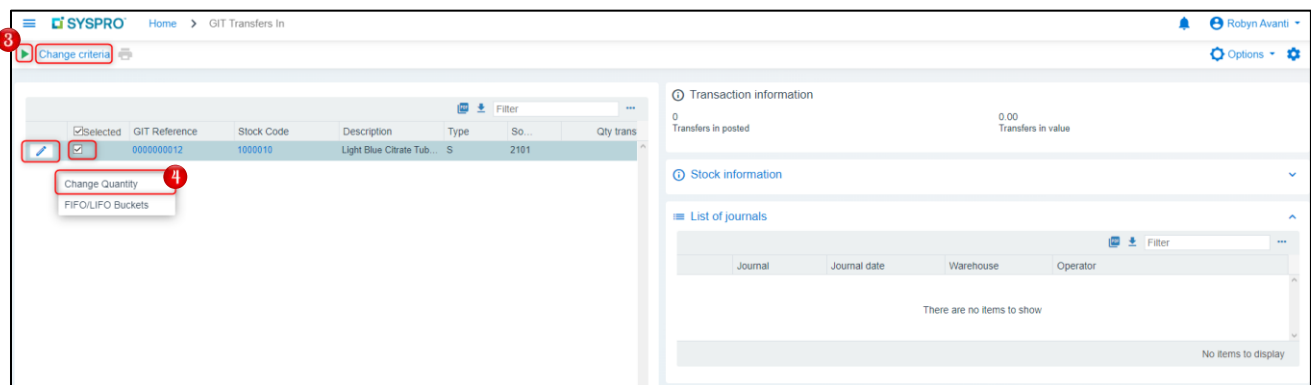 SYSPRO Home > GIT Transfers In Robyn Avanti
3
Change criteria Options
Filter ...
Selected GIT Reference Stock Code Description Type So... Qty trans
0000000012 1000010 Light Blue Citrate Tub... S 2101
Change Quantity 4
FIFO/LIFO Buckets
Transaction information
0 0.00
Transfers in posted Transfers in value
Stock information
List of journals
Filter ...
Journal Journal date Warehouse Operator
There are no items to show
No items to display